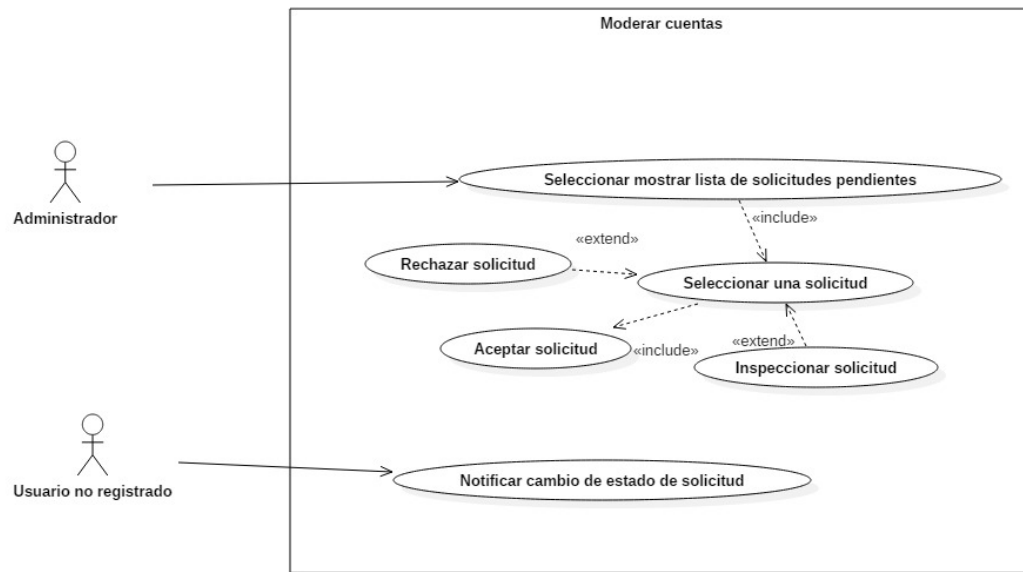 Moderar cuentas
Administrador
Seleccionar mostrar lista de solicitudes pendientes
«include»
«extend»
Rechazar solicitud
Seleccionar una solicitud
Aceptar solicitud
«include»
«extend»
Inspeccionar solicitud
Usuario no registrado
Notificar cambio de estado de solicitud